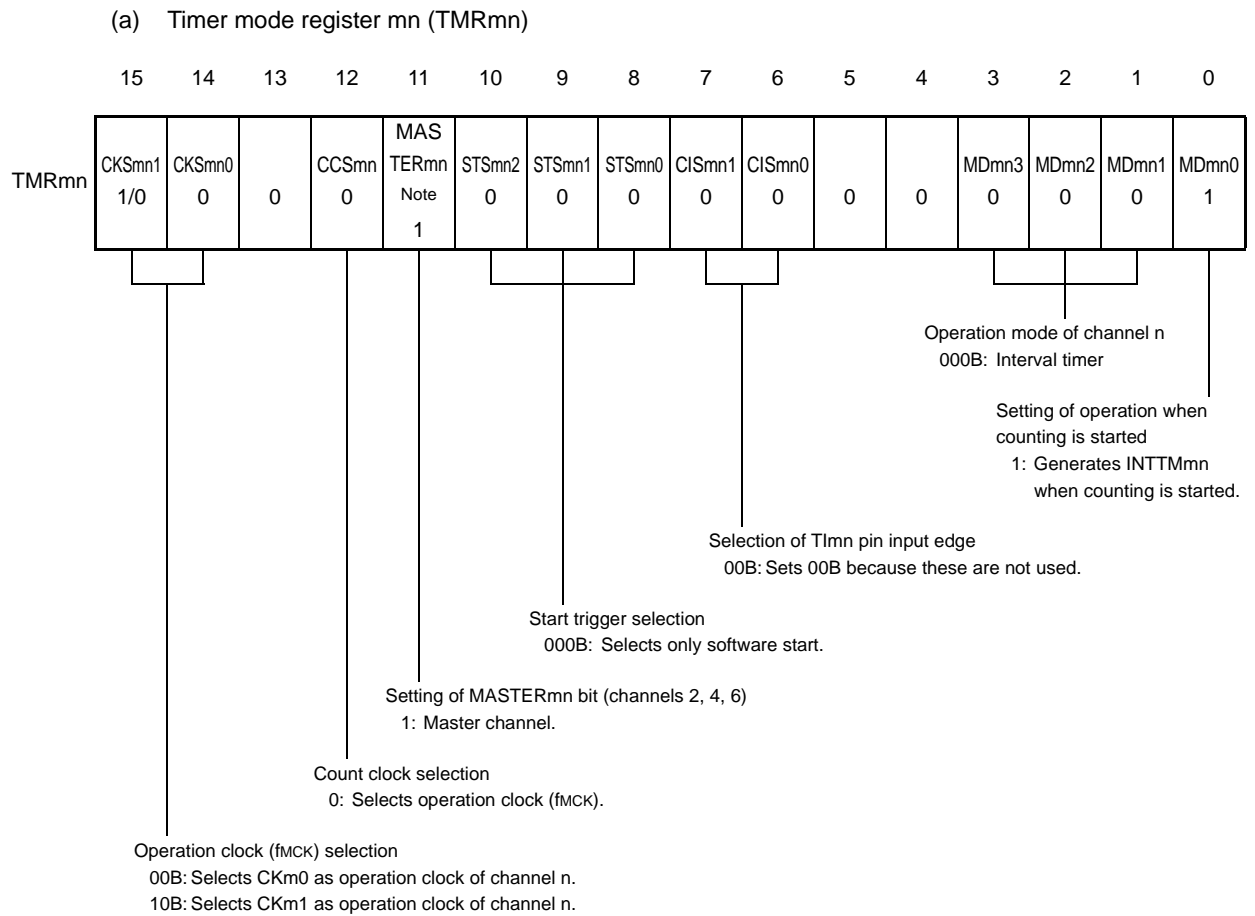 (a) Timer mode register mn (TMRmn)
15 14 13 12 11 10 9 8 7 6 5 4 3 2 1 0
TMRmn
CKSmn1 1/0
CKSmn0 0
0
CCSmn 0
MAS
TERmn
Note
1
STSmn2 0
STSmn1 0
STSmn0 0
CISmn1 0
CISmn0 0
0
0
MDmn3 0
MDmn2 0
MDmn1 0
MDmn0 1
Operation mode of channel n
000B: Interval timer
Setting of operation when
counting is started
1: Generates INTTMmn
when counting is started.
Selection of TImn pin input edge
00B: Sets 00B because these are not used.
Start trigger selection
000B: Selects only software start.
Setting of MASTERmn bit (channels 2, 4, 6)
1: Master channel.
Count clock selection
0: Selects operation clock (fMCK).
Operation clock (fMCK) selection
00B: Selects CKm0 as operation clock of channel n.
10B: Selects CKm1 as operation clock of channel n.